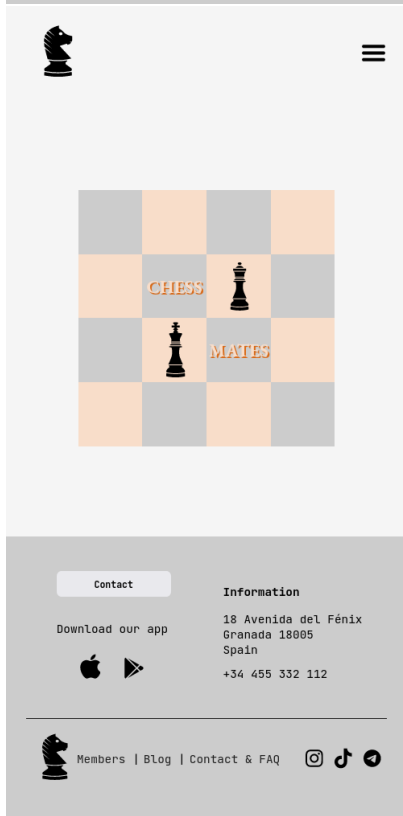 CHESS
MATES
Contact
Download our app
Information
18 Avenida del Fénix
Granada 18005
Spain
+34 455 332 112
Members | Blog | Contact & FAQ